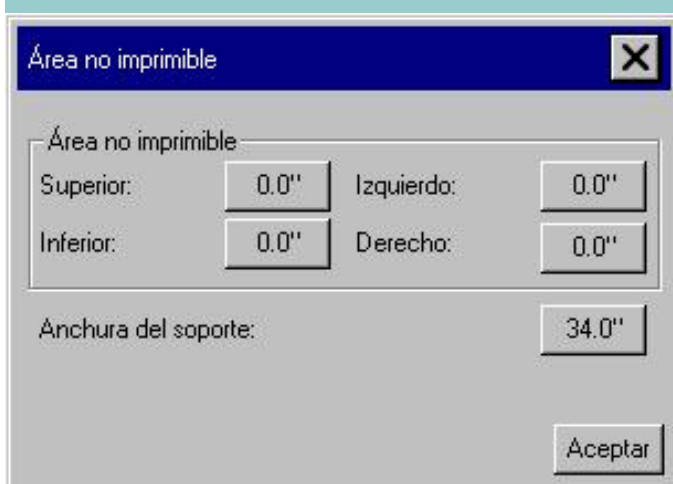 Área no imprimible
Área no imprimible
Superior: 0.0" Izquierdo: 0.0"
Inferior: 0.0" Derecho: 0.0"
Anchura del soporte: 34.0"
Aceptar